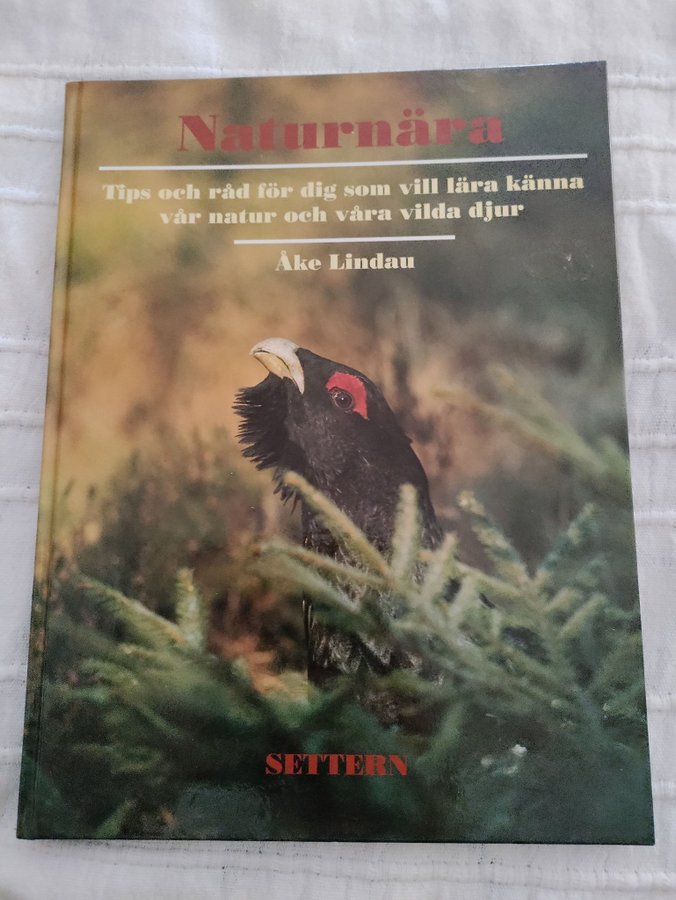 Naturnära
Tips och råd för dig som vill lära känna
vår natur och våra vilda djur
Åke Lindau
SETTERN